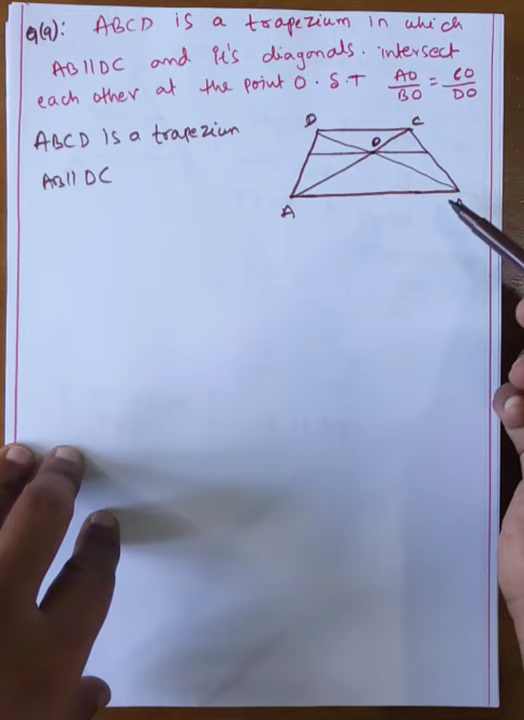 Q(9): ABCD is a trapezium in which
AB||DC and it's diagonals. intersect
each other at the point O. S.T AO/BO = CO/DO
ABCD is a trapezium
AB|| DC
D
C
O
A